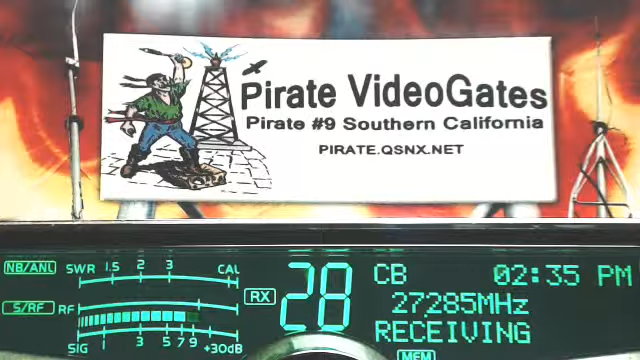 Pirate VideoGates
Pirate #9 Southern California
PIRATE.QSNX.NET
NB/ANL SWR 1.5 2 3 CAL
S/RF RF
SIG 1 3 5 7 9 +30dB
RX 28
CB 02:35 PM
27285MHz
RECEIVING
MEM